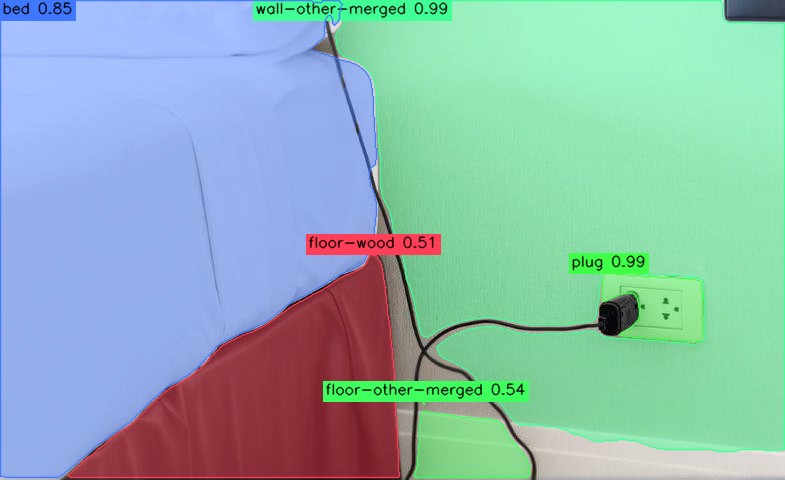 bed 0.85
wall-other-merged 0.99
floor-wood 0.51
plug 0.99
floor-other-merged 0.54